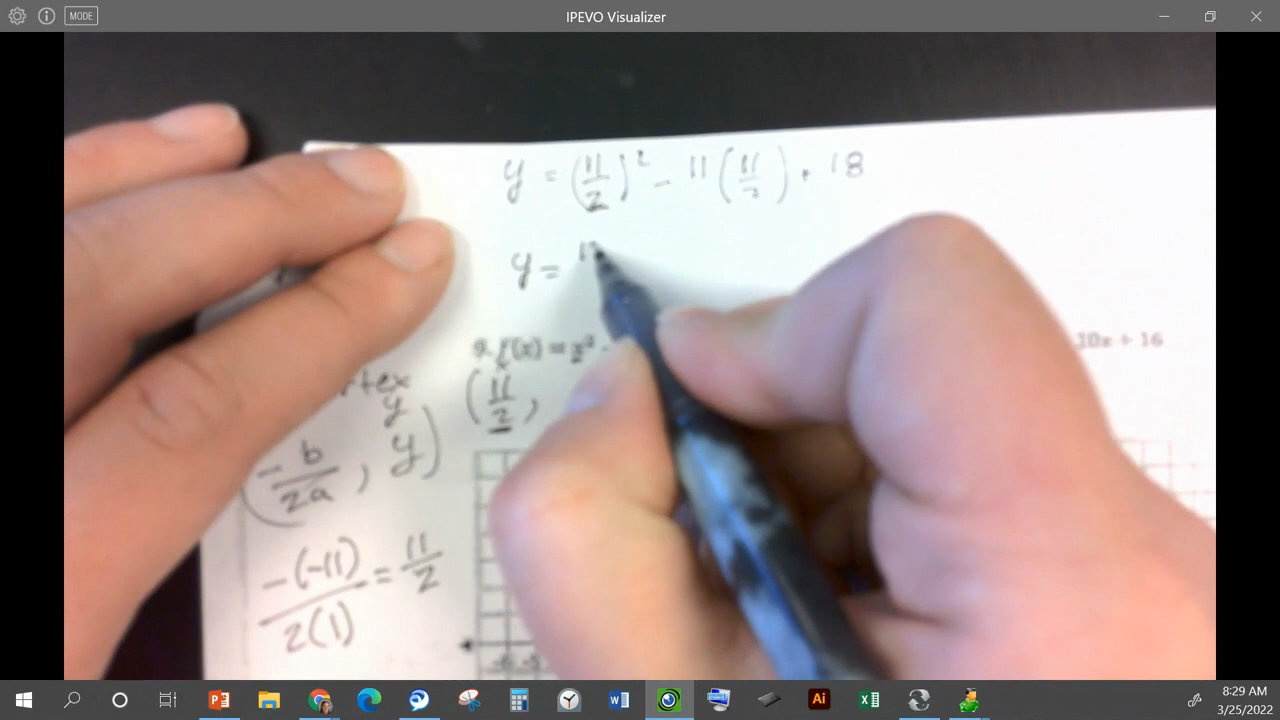 MODE
IPEVO Visualizer
y = (11/2)² - 11(11/2) + 18
y =
f(x) = x²
10x + 16
(11/2,
y
(-b/2a, y)
-(-11)/2(1) = 11/2
8:29 AM
3/25/2022